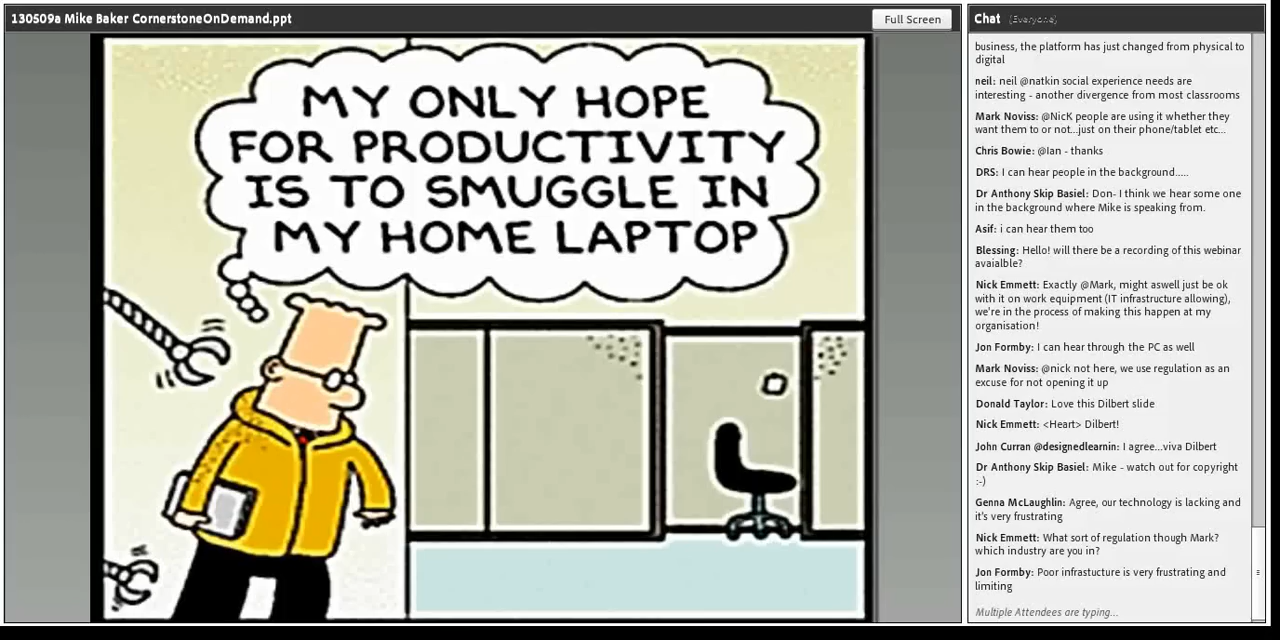 130509a Mike Baker CornerstoneOnDemand.ppt
Full Screen
MY ONLY HOPE
FOR PRODUCTIVITY
IS TO SMUGGLE IN
MY HOME LAPTOP
Chat (Everyone)
business, the platform has just changed from physical to
digital
neil: neil @natkin social experience needs are
interesting - another divergence from most classrooms
Mark Noviss: @NicK people are using it whether they
want them to or not...just on their phone/tablet etc...
Chris Bowie: @Ian - thanks
DRS: I can hear people in the background.....
Dr Anthony Skip Basiel: Don- I think we hear some one
in the background where Mike is speaking from.
Asif: i can hear them too
Blessing: Hello! will there be a recording of this webinar
avaialble?
Nick Emmett: Exactly @Mark, might aswell just be ok
with it on work equipment (IT infrastructure allowing),
we're in the process of making this happen at my
organisation!
Jon Formby: I can hear through the PC as well
Mark Noviss: @nick not here, we use regulation as an
excuse for not opening it up
Donald Taylor: Love this Dilbert slide
Nick Emmett: <Heart> Dilbert!
John Curran @designedlearnin: I agree...viva Dilbert
Dr Anthony Skip Basiel: Mike - watch out for copyright
:-)
Genna McLaughlin: Agree, our technology is lacking and
it's very frustrating
Nick Emmett: What sort of regulation though Mark?
which industry are you in?
Jon Formby: Poor infrastucture is very frustrating and
limiting
Multiple Attendees are typing...